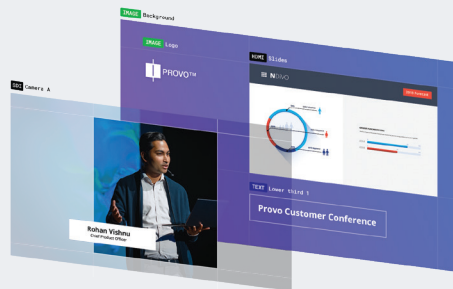 IMAGE Background
IMAGE Logo
PROVO™
HDMI Slides
NDIVO
SDI Camera A
TEXT Lower third 1
Provo Customer Conference
Rohan Vishnu
Chief Product Officer